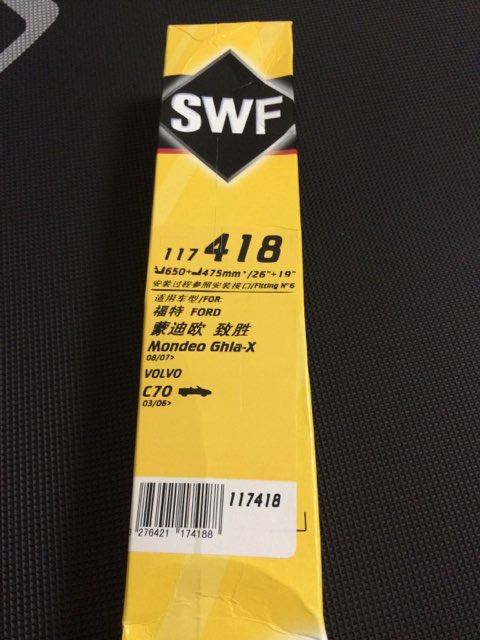 SWF
117 418
650+475mm*/26"+19"
安装过程参照安装接口/Fitting N°6
适用车型/FOR:
福特 FORD
蒙迪欧 致胜
Mondeo Ghia-X
08/07>
VOLVO
C70
03/06>
117418
276421 174188